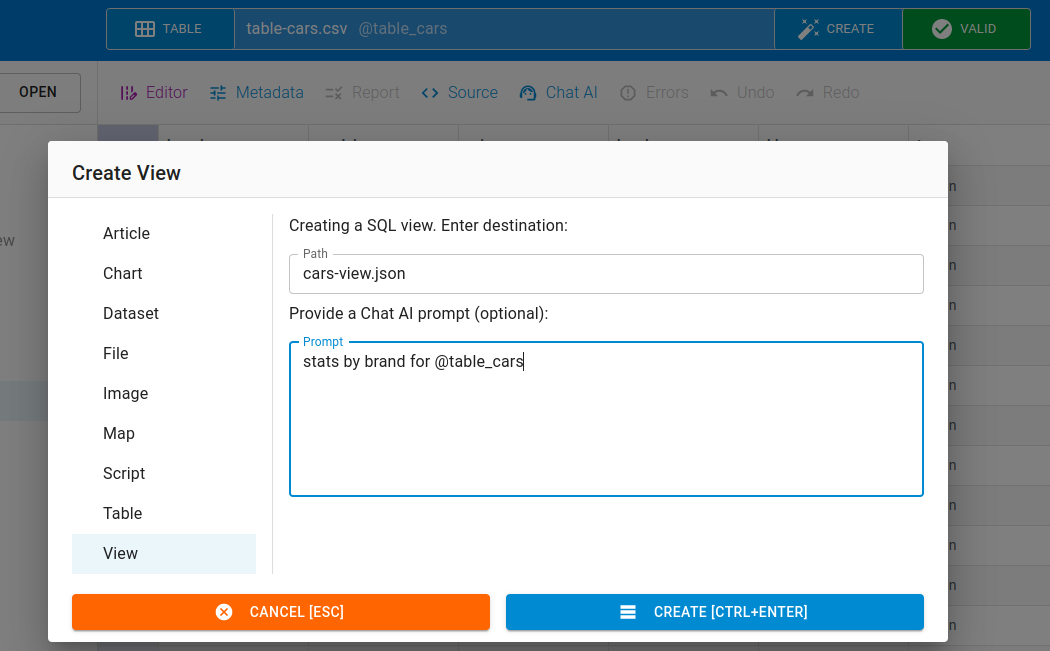 TABLE table-cars.csv @table_cars CREATE VALID
OPEN Editor Metadata Report Source Chat AI Errors Undo Redo
Create View
Article
Chart
Dataset
File
Image
Map
Script
Table
View
Creating a SQL view. Enter destination:
Path
cars-view.json
Provide a Chat AI prompt (optional):
Prompt
stats by brand for @table_cars
CANCEL [ESC] CREATE [CTRL+ENTER]